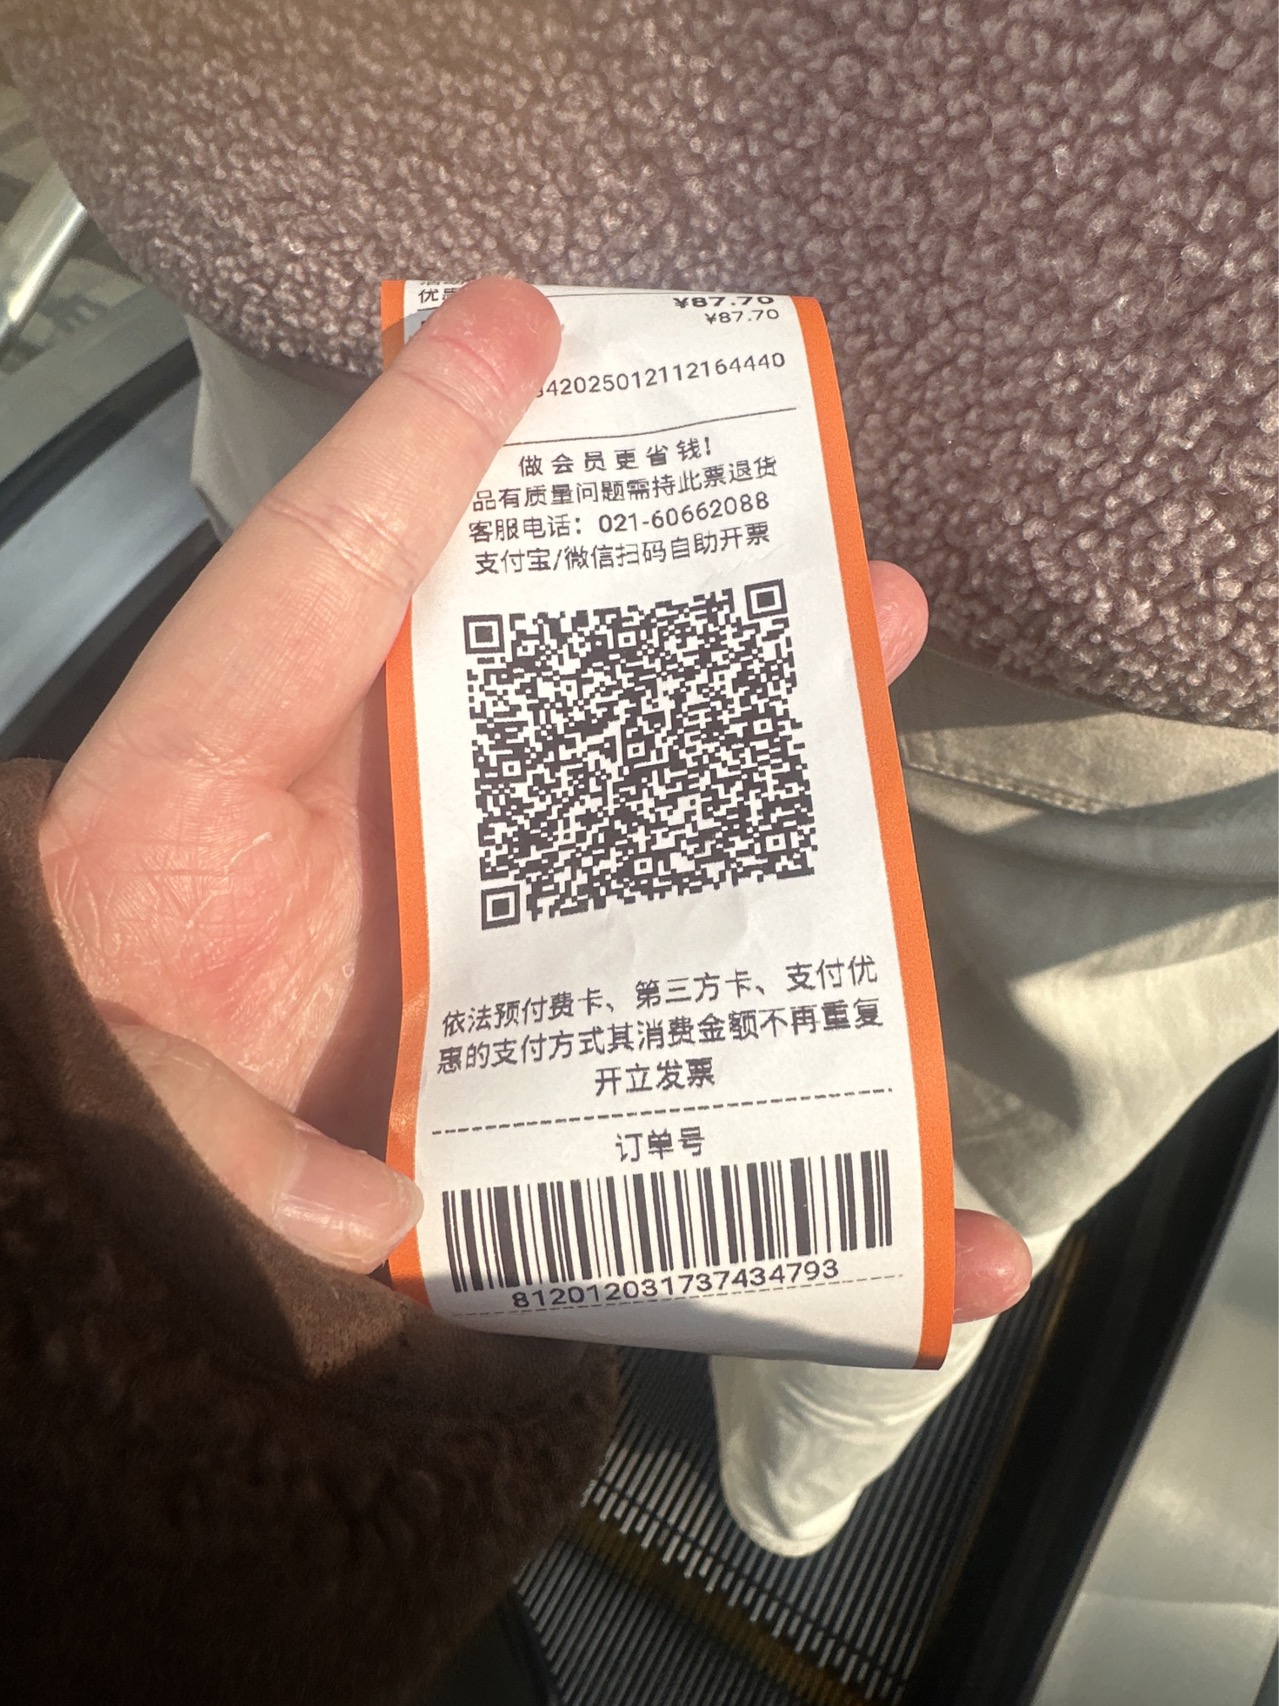 优
¥87.70
¥87.70
42025012112164440
做会员更省钱!
品有质量问题需持此票退货
客服电话：021-60662088
支付宝/微信扫码自助开票
依法预付费卡、第三方卡、支付优
惠的支付方式其消费金额不再重复
开立发票
订单号
812012031737434793